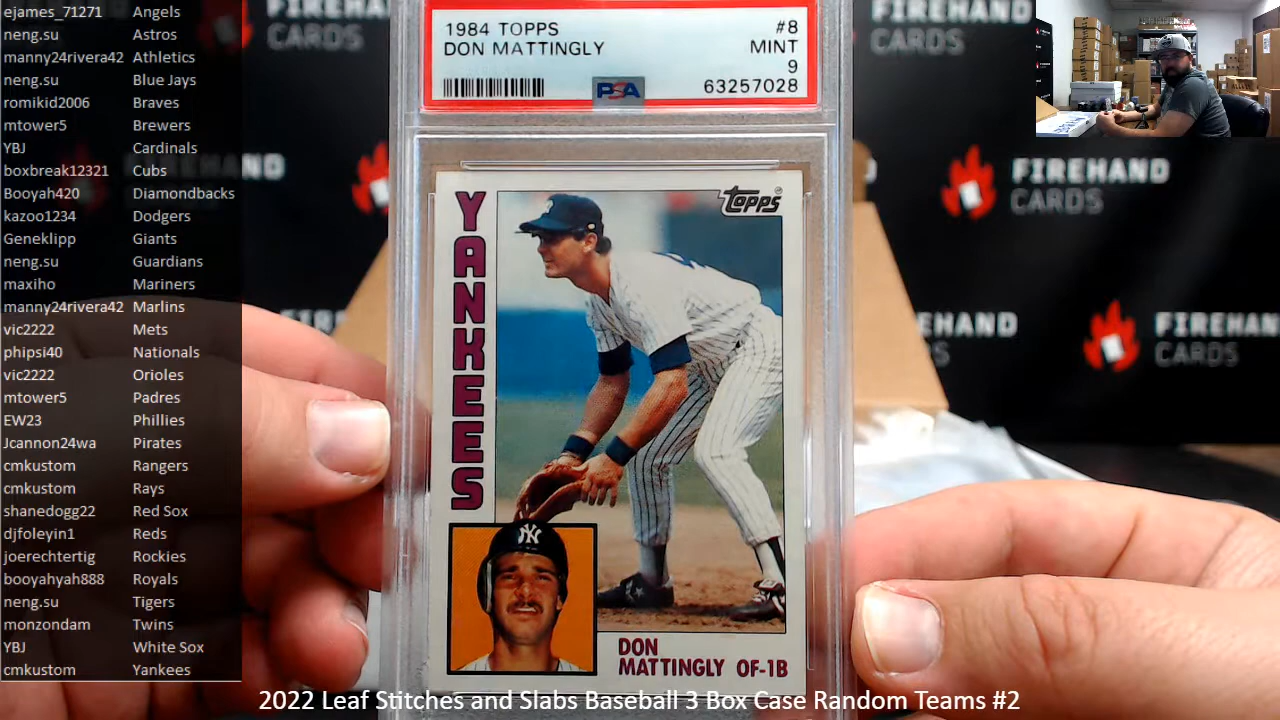 ejames_71271 Angels
neng.su Astros
manny24rivera42 Athletics
neng.su Blue Jays
romikid2006 Braves
mtower5 Brewers
YBJ Cardinals
boxbreak12321 Cubs
Booyah420 Diamondbacks
kazoo1234 Dodgers
Geneklipp Giants
neng.su Guardians
maxiho Mariners
manny24rivera42 Marlins
vic2222 Mets
phipsi40 Nationals
vic2222 Orioles
mtower5 Padres
EW23 Phillies
Jcannon24wa Pirates
cmkustom Rangers
cmkustom Rays
shanedogg22 Red Sox
djfoleyin1 Reds
joerechtertig Rockies
booyahyah888 Royals
neng.su Tigers
monzondam Twins
YBJ White Sox
cmkustom Yankees
1984 TOPPS #8
DON MATTINGLY MINT
9
PSA 63257028
Topps
YANKEES
NY
DON
MATTINGLY OF-1B
FIREHAND
CARDS
FIREHAND
CARDS
FIREHAND
CARDS
2022 Leaf Stitches and Slabs Baseball 3 Box Case Random Teams #2